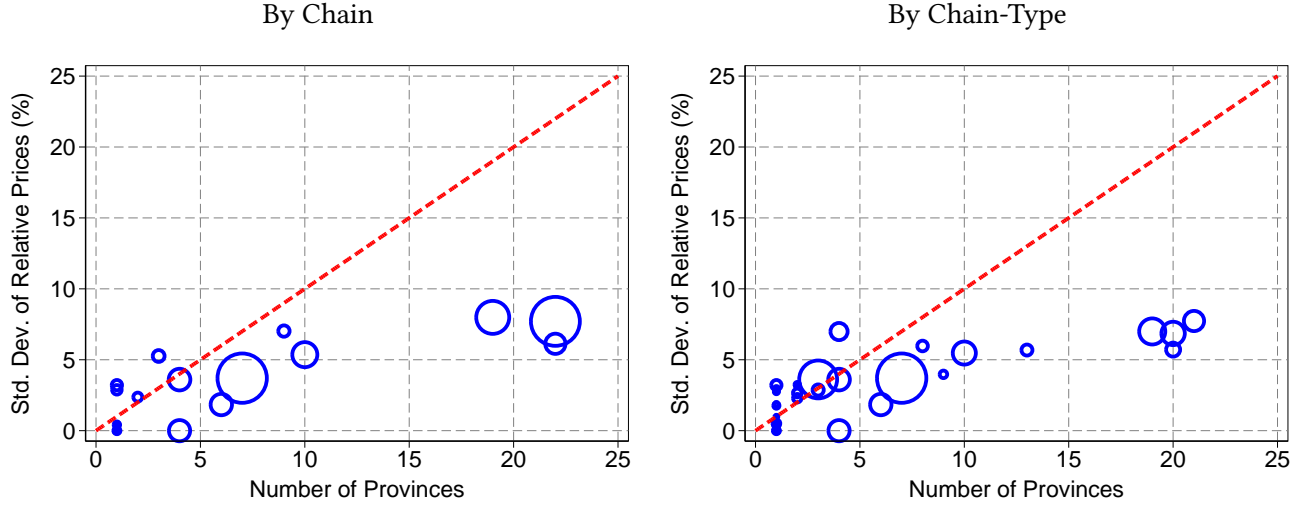 By Chain
By Chain-Type
Std. Dev. of Relative Prices (%)
25
20
15
10
5
0
0 5 10 15 20 25
Number of Provinces
Std. Dev. of Relative Prices (%)
25
20
15
10
5
0
0 5 10 15 20 25
Number of Provinces